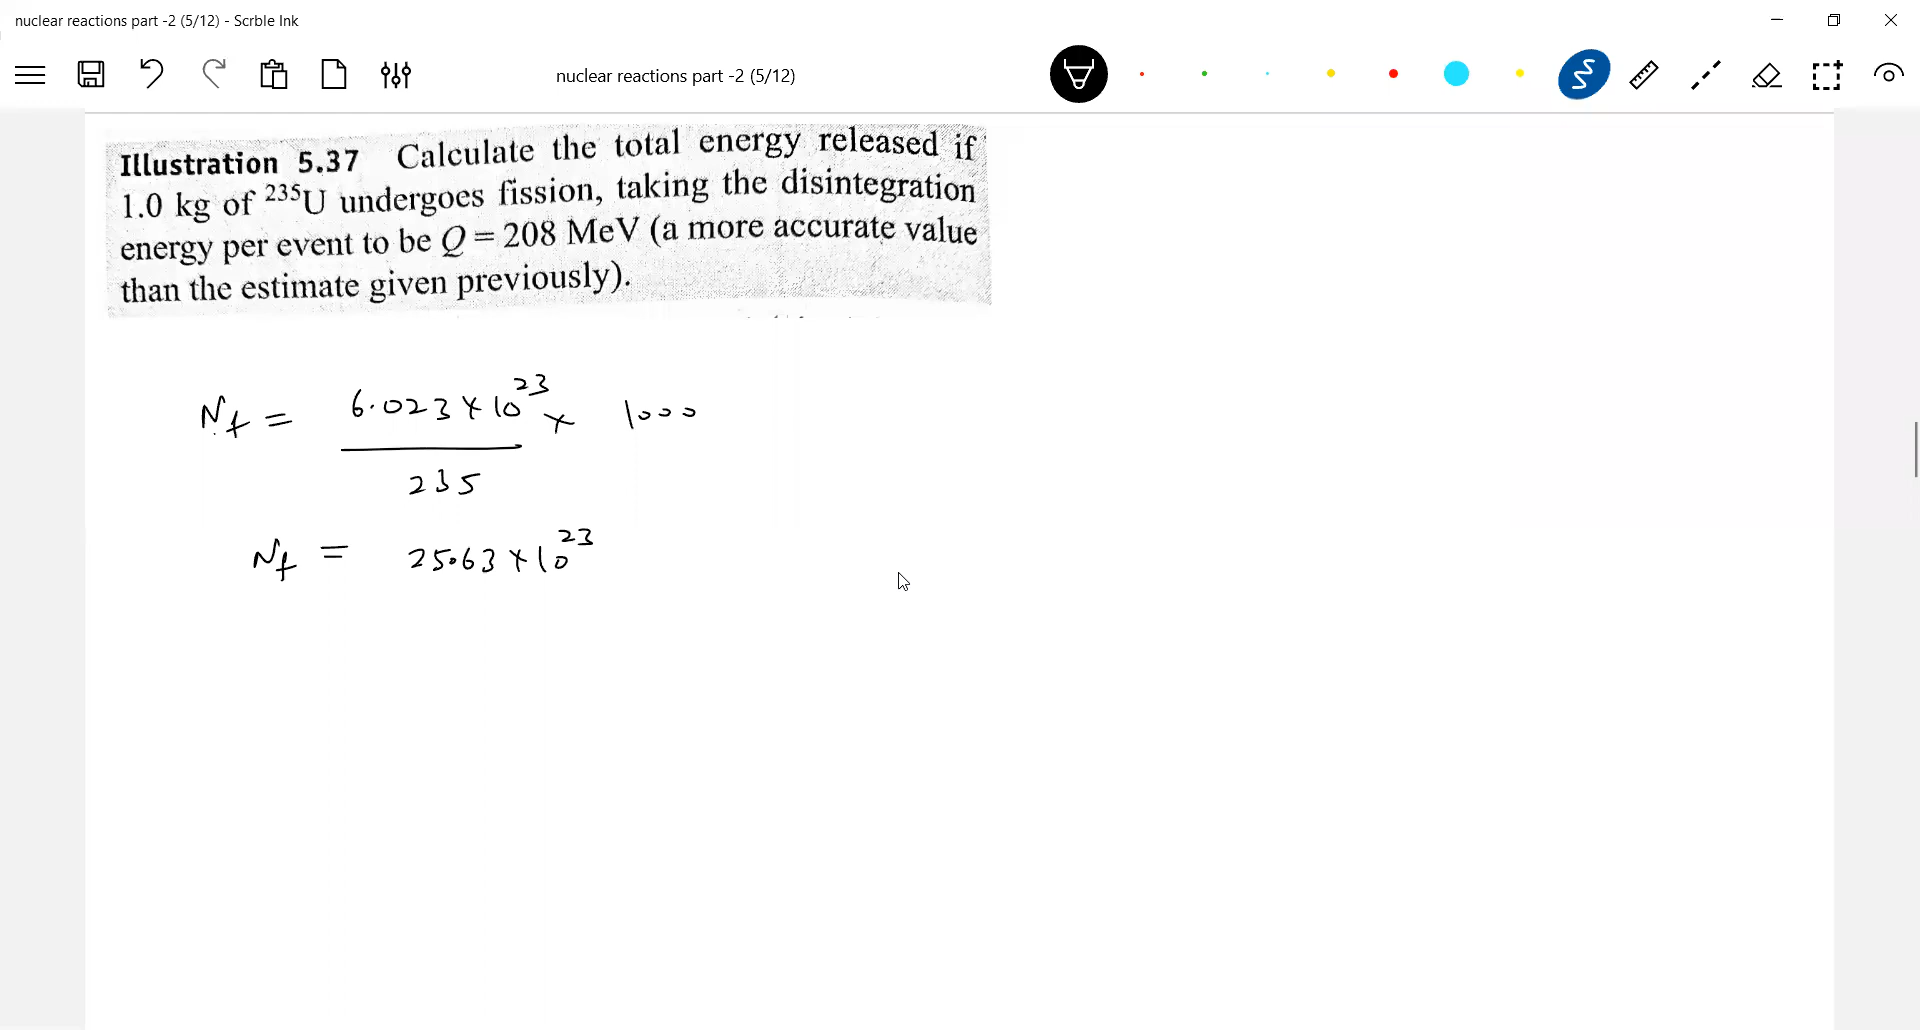 nuclear reactions part -2 (5/12) - Scrble Ink
nuclear reactions part -2 (5/12)
Illustration 5.37 Calculate the total energy released if
1.0 kg of ²³⁵U undergoes fission, taking the disintegration
energy per event to be Q = 208 MeV (a more accurate value
than the estimate given previously).
N_f = 6.023 × 10²³ / 235 × 1000
N_f = 25.63 × 10²³